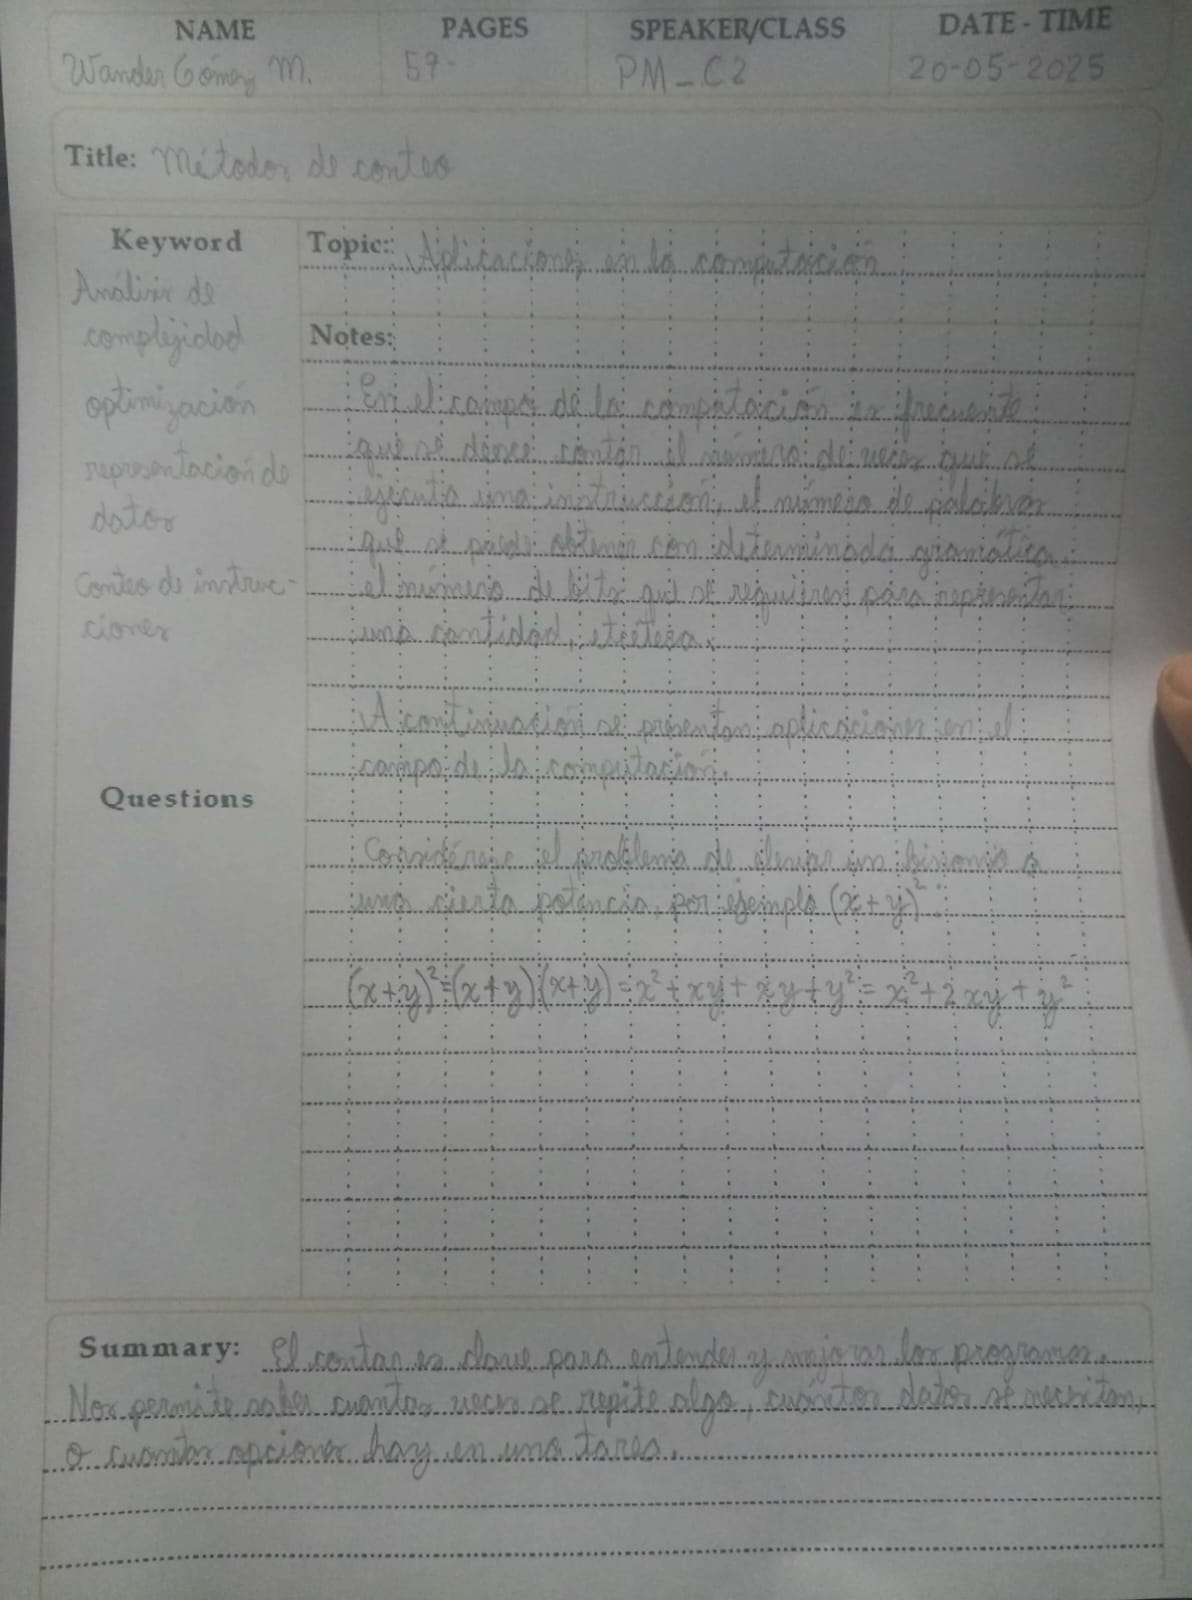 NAME PAGES SPEAKER/CLASS DATE - TIME
Wander Gómez M. 57- PM_C2 20-05-2025
Title: Métodos de conteo
Keyword
Análisis de
complejidad
optimización
representación de
datos
Conteo de instruc-
ciones
Questions
Topic: Aplicaciones en la computación
Notes:
En el campo de la computación es frecuente
que se desee contar el número de veces que se
ejecuta una instrucción, el número de palabras
que se puede obtener con determinada gramática,
el número de bits que se requieren para representar
una cantidad, etcétera.
A continuación se presentan aplicaciones en el
campo de la computación.
Considérese el problema de elevar un binomio a
una cierta potencia, por ejemplo (x+y)²:
(x+y)²=(x+y)(x+y)=x²+xy+xy+y²=x²+2xy+y²
Summary: El contar es clave para entender y mejorar los programas.
Nos permite saber cuantas veces se repite algo, cuántos datos se necesitan,
o cuantas opciones hay en una tarea.